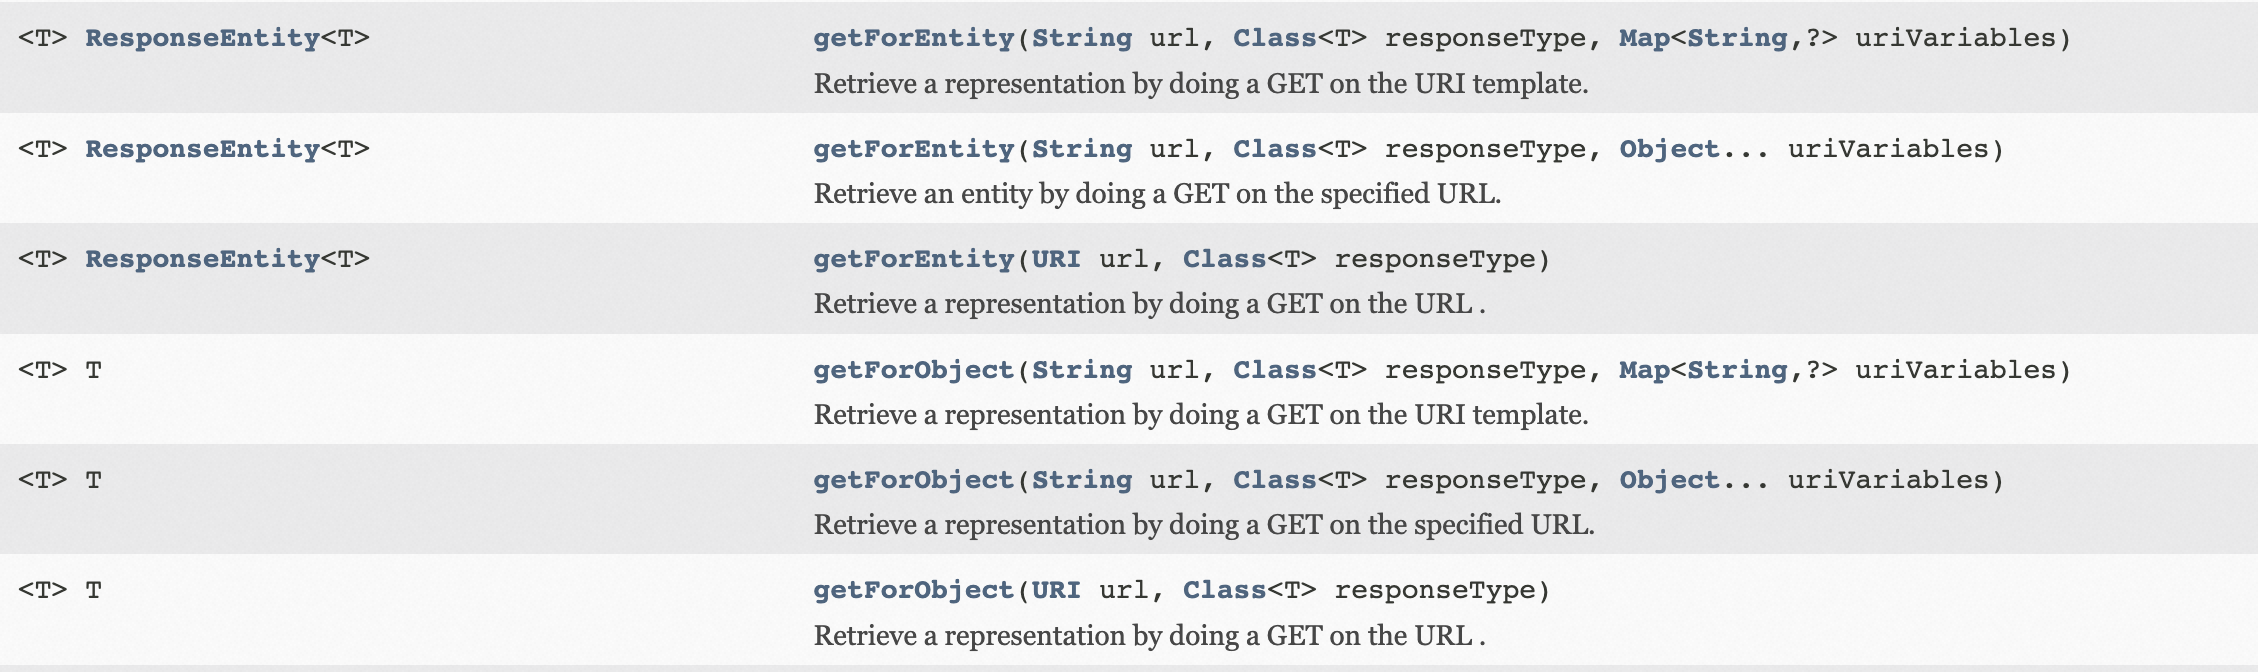 <T> ResponseEntity<T> getForEntity(String url, Class<T> responseType, Map<String,?> uriVariables)
Retrieve a representation by doing a GET on the URI template.
<T> ResponseEntity<T> getForEntity(String url, Class<T> responseType, Object... uriVariables)
Retrieve an entity by doing a GET on the specified URL.
<T> ResponseEntity<T> getForEntity(URI url, Class<T> responseType)
Retrieve a representation by doing a GET on the URL .
<T> T getForObject(String url, Class<T> responseType, Map<String,?> uriVariables)
Retrieve a representation by doing a GET on the URI template.
<T> T getForObject(String url, Class<T> responseType, Object... uriVariables)
Retrieve a representation by doing a GET on the specified URL.
<T> T getForObject(URI url, Class<T> responseType)
Retrieve a representation by doing a GET on the URL .